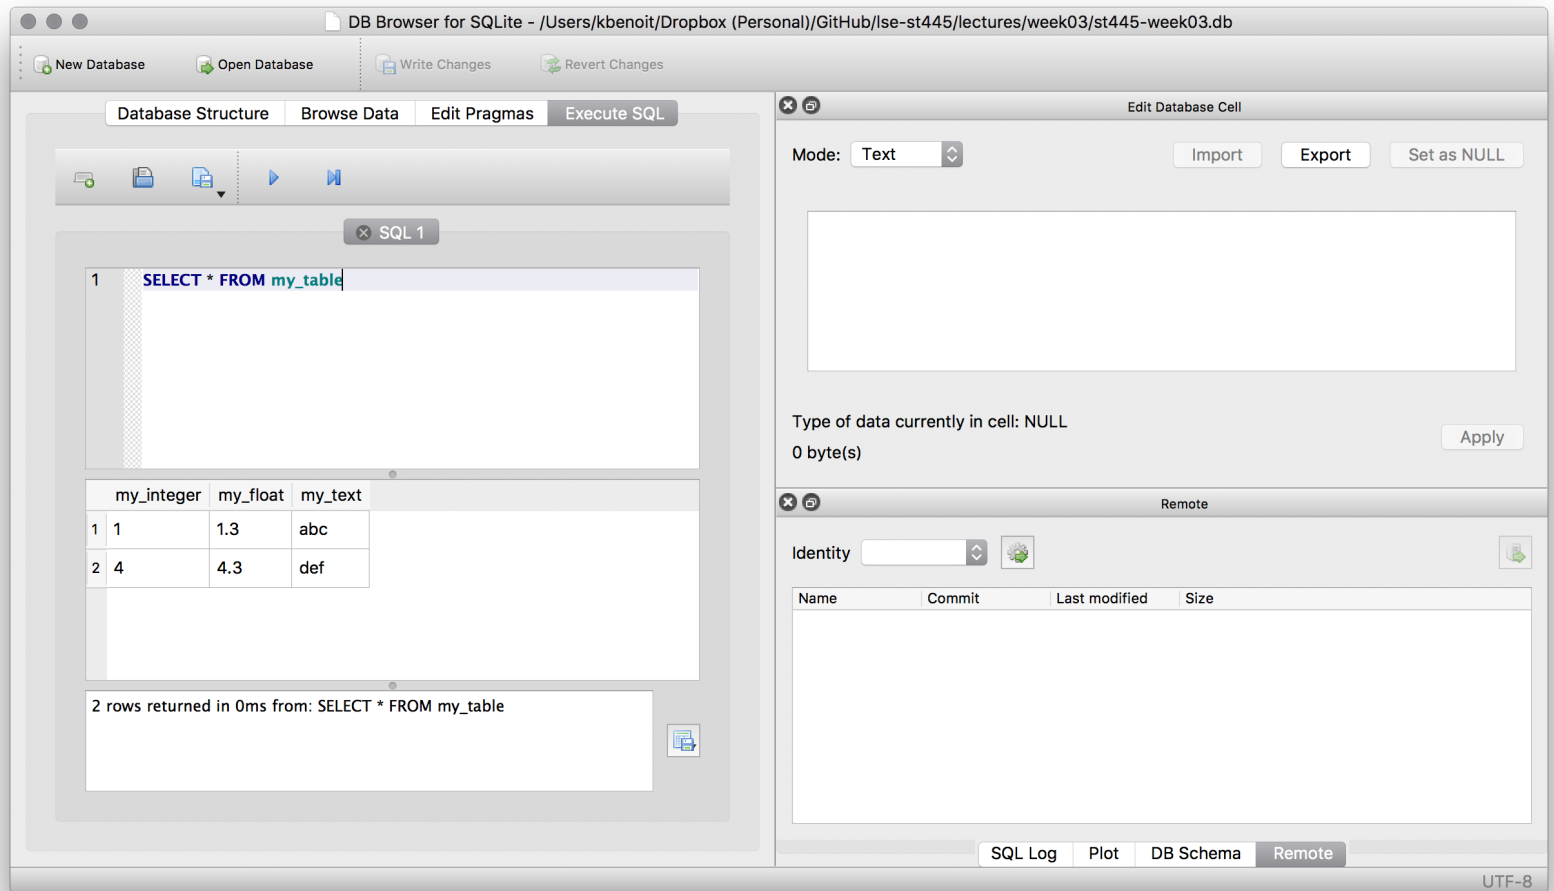 DB Browser for SQLite - /Users/kbenoit/Dropbox (Personal)/GitHub/lse-st445/lectures/week03/st445-week03.db
New Database Open Database Write Changes Revert Changes
Database Structure Browse Data Edit Pragmas Execute SQL
SQL 1
1 SELECT * FROM my_table
my_integer my_float my_text
1 1 1.3 abc
2 4 4.3 def
2 rows returned in 0ms from: SELECT * FROM my_table
Edit Database Cell
Mode: Text Import Export Set as NULL
Type of data currently in cell: NULL
0 byte(s)
Apply
Remote
Identity
Name Commit Last modified Size
SQL Log Plot DB Schema Remote
UTF-8